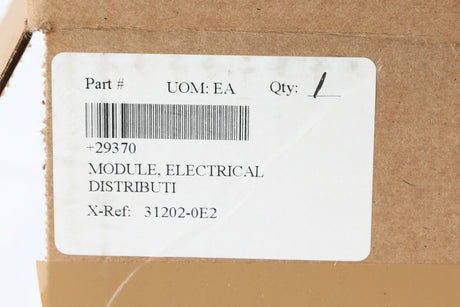 Part # UOM: EA Qty: 1
+29370
MODULE, ELECTRICAL
DISTRIBUTI
X-Ref: 31202-0E2